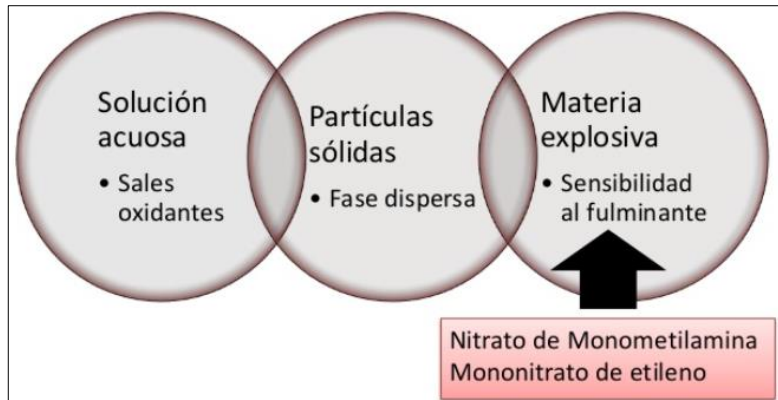 Solución
acuosa
• Sales
oxidantes
Partículas
sólidas
• Fase dispersa
Materia
explosiva
• Sensibilidad
al fulminante
Nitrato de Monometilamina
Mononitrato de etileno